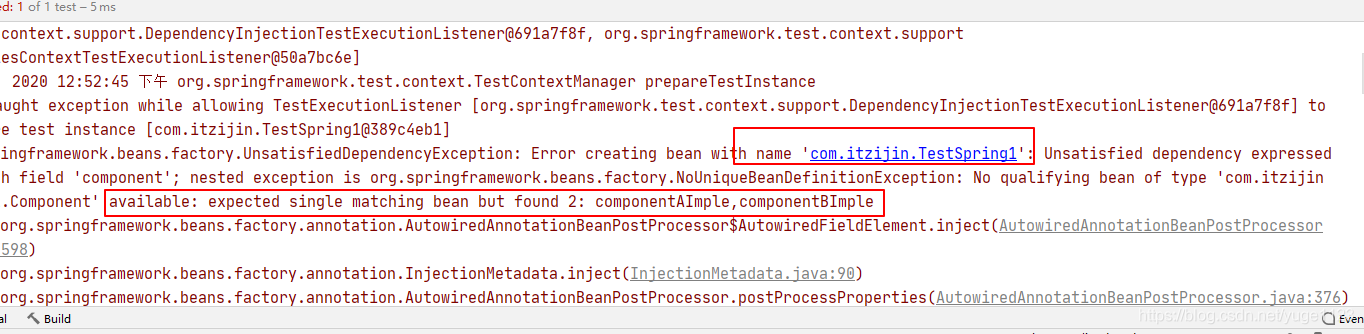 ed: 1 of 1 test – 5 ms
context.support.DependencyInjectionTestExecutionListener@691a7f8f, org.springframework.test.context.support
esContextTestExecutionListener@50a7bc6e]
2020 12:52:45 下午 org.springframework.test.context.TestContextManager prepareTestInstance
aught exception while allowing TestExecutionListener [org.springframework.test.context.support.DependencyInjectionTestExecutionListener@691a7f8f] to
e test instance [com.itzijin.TestSpring1@389c4eb1]
ingframework.beans.factory.UnsatisfiedDependencyException: Error creating bean with name 'com.itzijin.TestSpring1': Unsatisfied dependency expressed
h field 'component'; nested exception is org.springframework.beans.factory.NoUniqueBeanDefinitionException: No qualifying bean of type 'com.itzijin
.Component' available: expected single matching bean but found 2: componentAImple,componentBImple
org.springframework.beans.factory.annotation.AutowiredAnnotationBeanPostProcessor$AutowiredFieldElement.inject(AutowiredAnnotationBeanPostProcessor
598)
org.springframework.beans.factory.annotation.InjectionMetadata.inject(InjectionMetadata.java:90)
org.springframework.beans.factory.annotation.AutowiredAnnotationBeanPostProcessor.postProcessProperties(AutowiredAnnotationBeanPostProcessor.java:376)
al Build Even